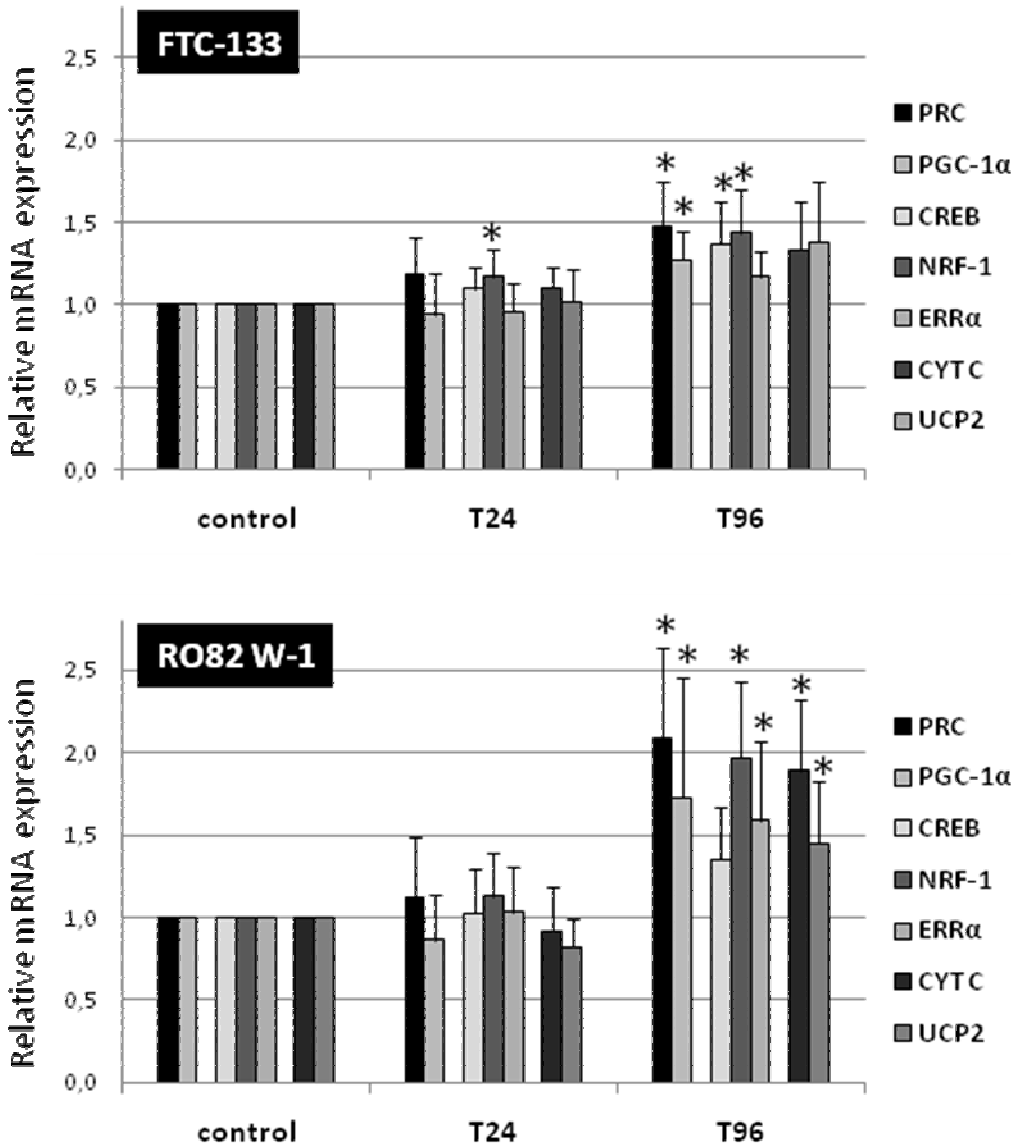 FTC-133
Relative mRNA expression
2,5
2,0
1,5
1,0
0,5
0,0
* * * * *
control T24 T96
PRC
PGC-1α
CREB
NRF-1
ERRα
CYT C
UCP2
RO82 W-1
Relative mRNA expression
2,5
2,0
1,5
1,0
0,5
0,0
* * * * * *
control T24 T96
PRC
PGC-1α
CREB
NRF-1
ERRα
CYT C
UCP2